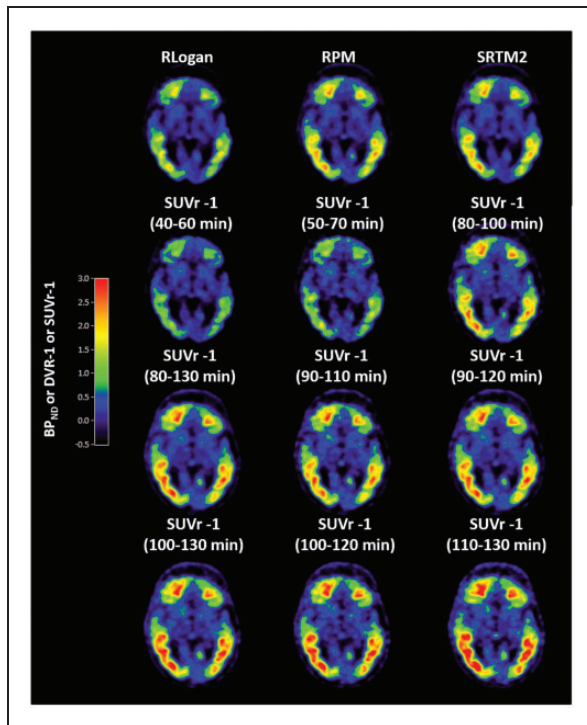 RLogan RPM SRTM2
SUVr -1 SUVr -1 SUVr -1
(40-60 min) (50-70 min) (80-100 min)
BP_ND or DVR-1 or SUVr-1
3.0
2.5
2.0
1.5
1.0
0.5
0.0
-0.5
SUVr -1 SUVr -1 SUVr -1
(80-130 min) (90-110 min) (90-120 min)
SUVr -1 SUVr -1 SUVr -1
(100-130 min) (100-120 min) (110-130 min)